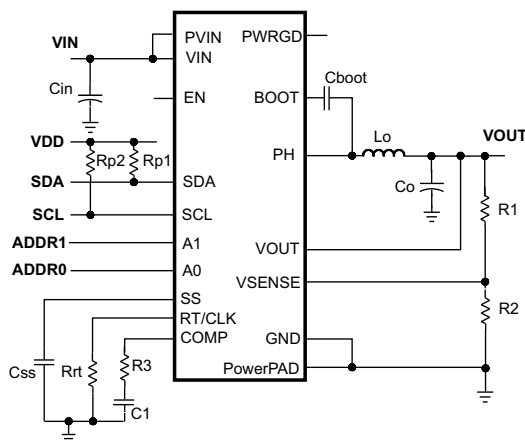 VIN
PVIN
PWRGD
VIN
Cin
Cboot
EN
BOOT
VDD
Rp2
Rp1
PH
Lo
VOUT
SDA
SDA
Co
R1
SCL
SCL
ADDR1
A1
VOUT
ADDR0
A0
VSENSE
SS
R2
RT/CLK
COMP
GND
Css
Rrt
R3
PowerPAD
C1